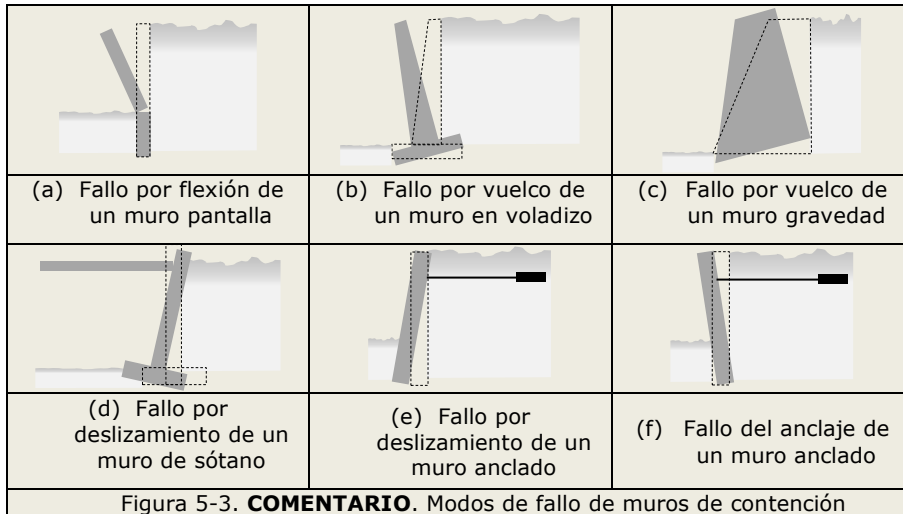 (a) Fallo por flexión de
un muro pantalla
(b) Fallo por vuelco de
un muro en voladizo
(c) Fallo por vuelco de
un muro gravedad
(d) Fallo por
deslizamiento de un
muro de sótano
(e) Fallo por
deslizamiento de un
muro anclado
(f) Fallo del anclaje de
un muro anclado
Figura 5-3. COMENTARIO. Modos de fallo de muros de contención